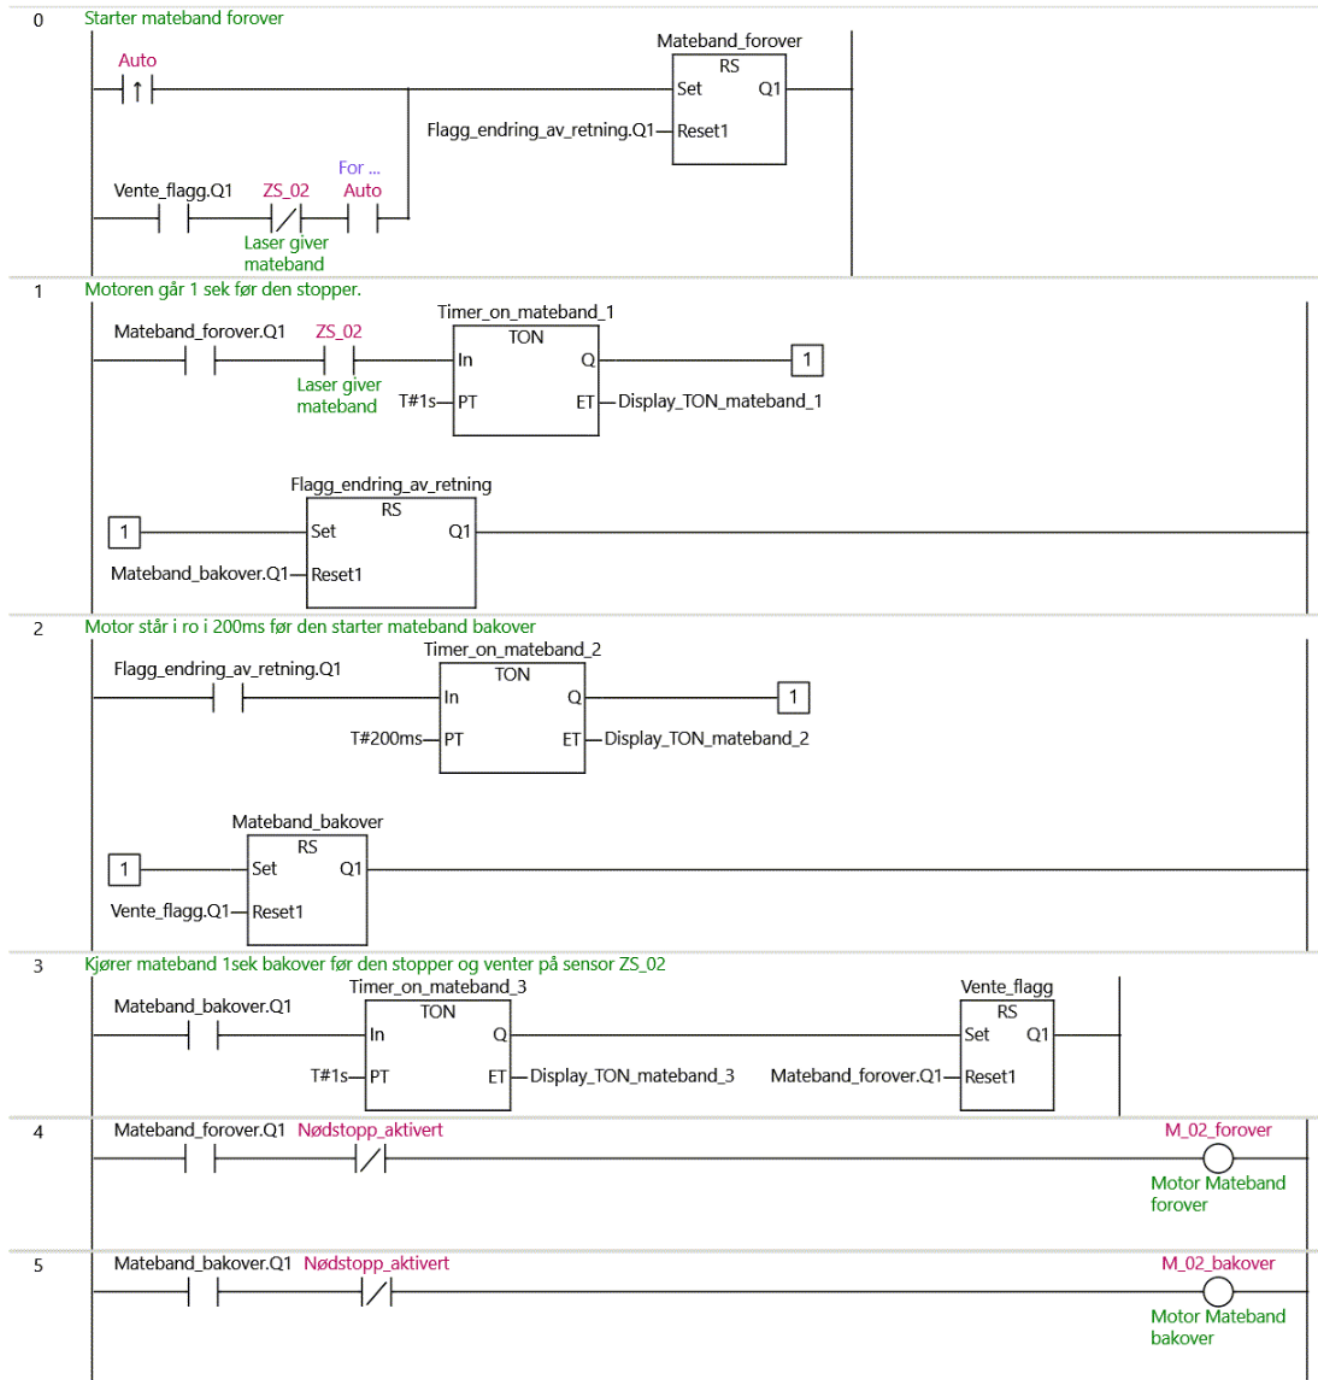 0
Starter mateband forover
Mateband_forover
RS
Auto
Set Q1
Flagg_endring_av_retning.Q1 Reset1
For ...
Vente_flagg.Q1 ZS_02 Auto
Laser giver
mateband
1
Motoren går 1 sek før den stopper.
Timer_on_mateband_1
Mateband_forover.Q1 ZS_02 TON
In Q 1
Laser giver
mateband
T#1s PT ET Display_TON_mateband_1
Flagg_endring_av_retning
RS
1 Set Q1
Mateband_bakover.Q1 Reset1
2
Motor står i ro i 200ms før den starter mateband bakover
Timer_on_mateband_2
Flagg_endring_av_retning.Q1 TON
In Q 1
T#200ms PT ET Display_TON_mateband_2
Mateband_bakover
RS
1 Set Q1
Vente_flagg.Q1 Reset1
3
Kjører mateband 1sek bakover før den stopper og venter på sensor ZS_02
Timer_on_mateband_3 Vente_flagg
Mateband_bakover.Q1 TON RS
In Q Set Q1
T#1s PT ET Display_TON_mateband_3 Mateband_forover.Q1 Reset1
4
Mateband_forover.Q1 Nødstopp_aktivert M_02_forover
Motor Mateband
forover
5
Mateband_bakover.Q1 Nødstopp_aktivert M_02_bakover
Motor Mateband
bakover